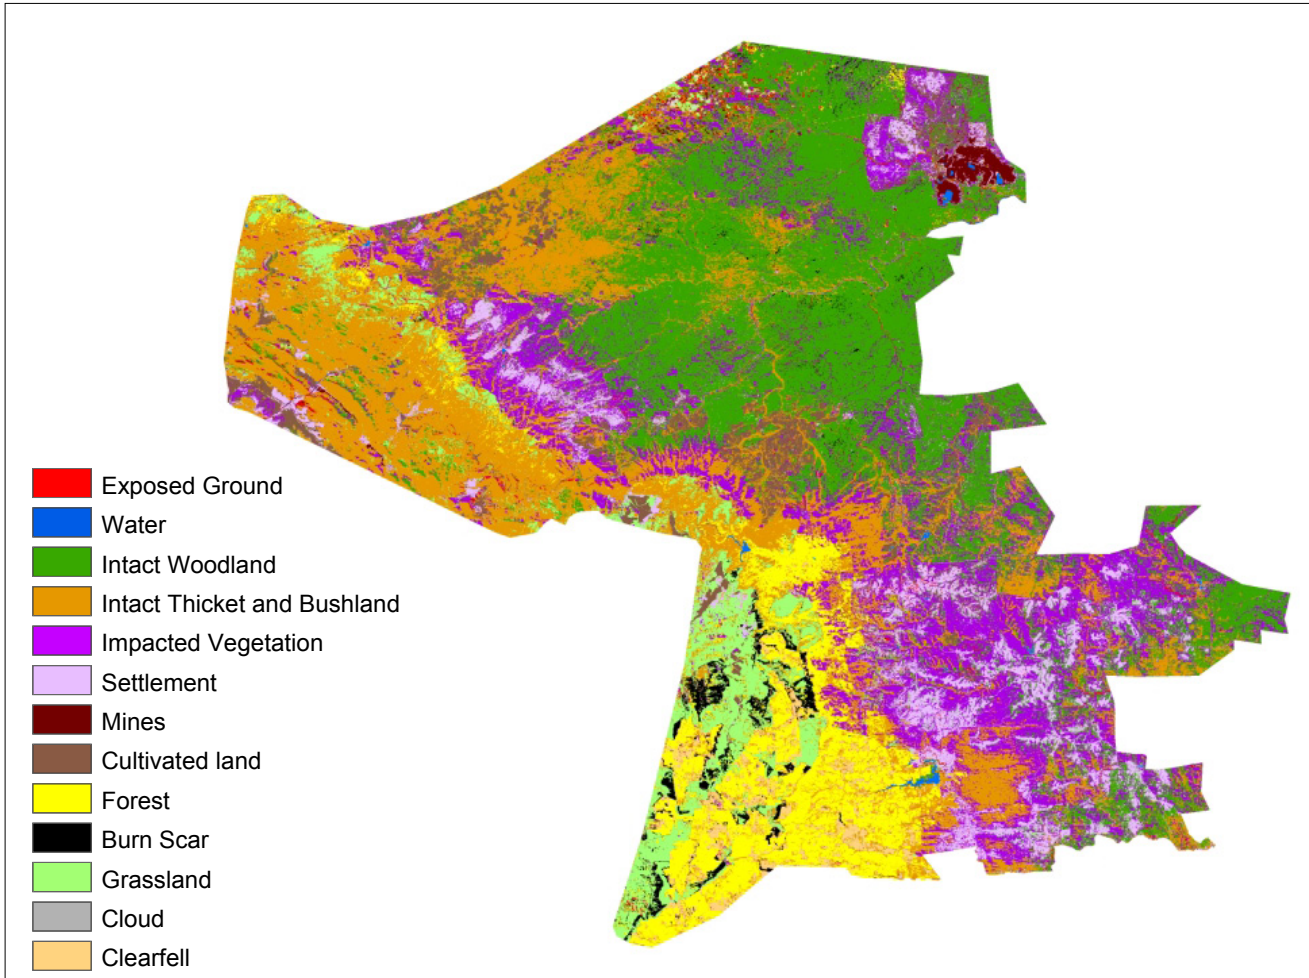 Exposed Ground
Water
Intact Woodland
Intact Thicket and Bushland
Impacted Vegetation
Settlement
Mines
Cultivated land
Forest
Burn Scar
Grassland
Cloud
Clearfell